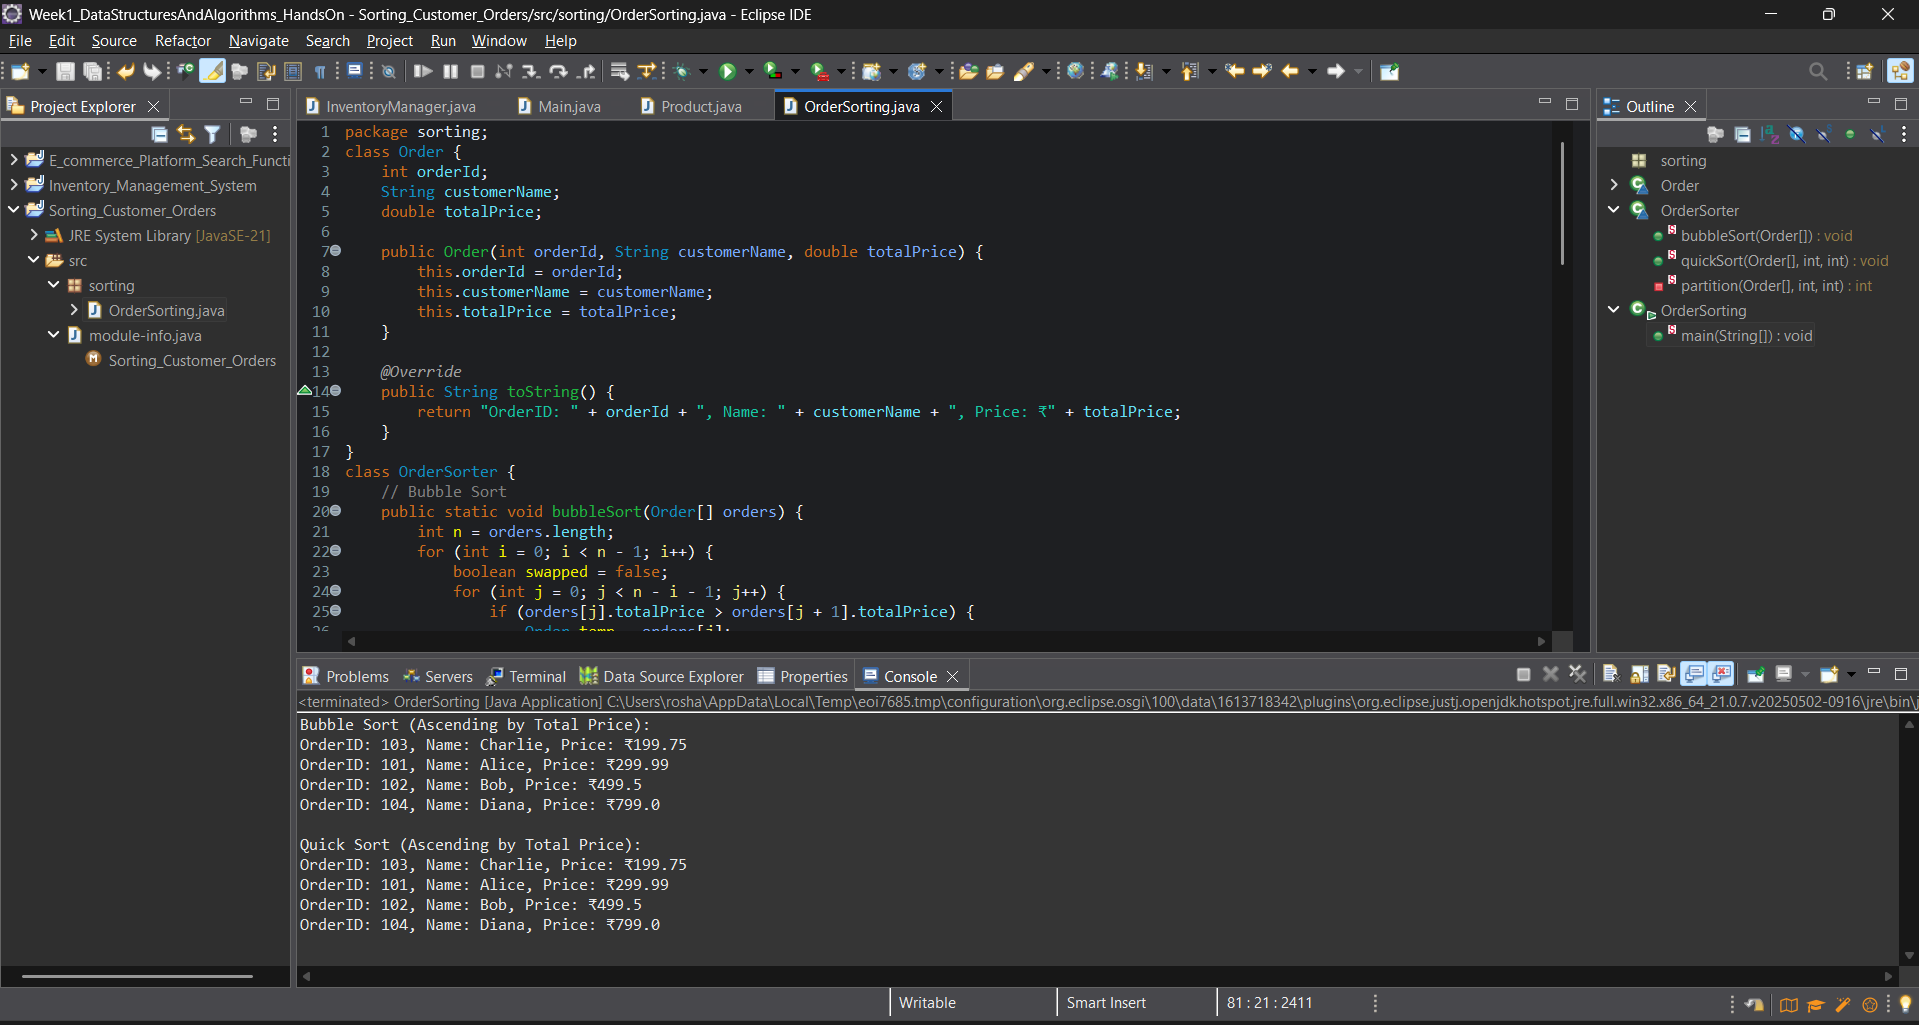 Week1_DataStructuresAndAlgorithms_HandsOn - Sorting_Customer_Orders/src/sorting/OrderSorting.java - Eclipse IDE
File Edit Source Refactor Navigate Search Project Run Window Help
Project Explorer
E_commerce_Platform_Search_Functi
Inventory_Management_System
Sorting_Customer_Orders
JRE System Library [JavaSE-21]
src
sorting
OrderSorting.java
module-info.java
Sorting_Customer_Orders
InventoryManager.java Main.java Product.java OrderSorting.java
1 package sorting;
2 class Order {
3 int orderId;
4 String customerName;
5 double totalPrice;
6
7 public Order(int orderId, String customerName, double totalPrice) {
8 this.orderId = orderId;
9 this.customerName = customerName;
10 this.totalPrice = totalPrice;
11 }
12
13 @Override
14 public String toString() {
15 return "OrderID: " + orderId + ", Name: " + customerName + ", Price: ₹" + totalPrice;
16 }
17 }
18 class OrderSorter {
19 // Bubble Sort
20 public static void bubbleSort(Order[] orders) {
21 int n = orders.length;
22 for (int i = 0; i < n - 1; i++) {
23 boolean swapped = false;
24 for (int j = 0; j < n - i - 1; j++) {
25 if (orders[j].totalPrice > orders[j + 1].totalPrice) {
26 Order temp = orders[j];
Outline
sorting
Order
OrderSorter
bubbleSort(Order[]) : void
quickSort(Order[], int, int) : void
partition(Order[], int, int) : int
OrderSorting
main(String[]) : void
Problems Servers Terminal Data Source Explorer Properties Console
<terminated> OrderSorting [Java Application] C:\Users\rosha\AppData\Local\Temp\eoi7685.tmp\configuration\org.eclipse.osgi\100\data\1613718342\plugins\org.eclipse.justj.openjdk.hotspot.jre.full.win32.x86_64_21.0.7.v20250502-0916\jre\bin\j
Bubble Sort (Ascending by Total Price):
OrderID: 103, Name: Charlie, Price: ₹199.75
OrderID: 101, Name: Alice, Price: ₹299.99
OrderID: 102, Name: Bob, Price: ₹499.5
OrderID: 104, Name: Diana, Price: ₹799.0
Quick Sort (Ascending by Total Price):
OrderID: 103, Name: Charlie, Price: ₹199.75
OrderID: 101, Name: Alice, Price: ₹299.99
OrderID: 102, Name: Bob, Price: ₹499.5
OrderID: 104, Name: Diana, Price: ₹799.0
Writable Smart Insert 81 : 21 : 2411